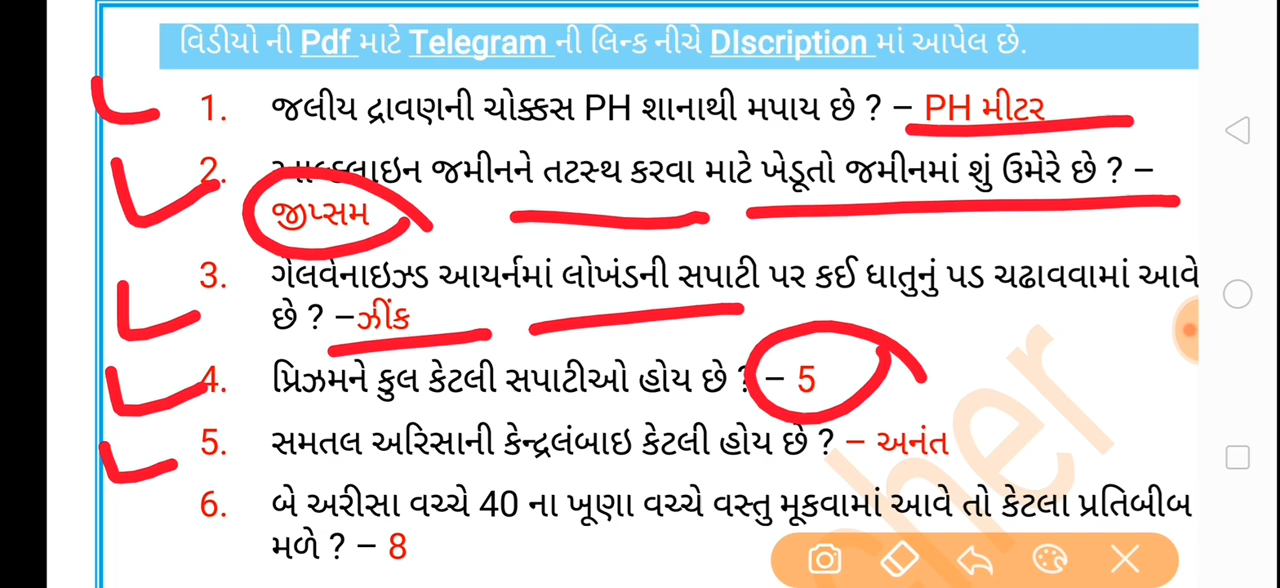 વિડીયો ની Pdf માટે Telegram ની લિન્ક નીચે DIscription માં આપેલ છે.
1. જલીય દ્રાવણની ચોક્કસ PH શાનાથી મપાય છે ? – PH મીટર
2. જમીનને તટસ્થ કરવા માટે ખેડૂતો જમીનમાં શું ઉમેરે છે ? –
જીપ્સમ
3. ગેલવેનાઇઝ્ડ આયર્નમાં લોખંડની સપાટી પર કઈ ધાતુનું પડ ચઢાવવામાં આવે
છે ? –ઝીંક
4. પ્રિઝમને કુલ કેટલી સપાટીઓ હોય છે ? – 5
5. સમતલ અરિસાની કેન્દ્રલંબાઇ કેટલી હોય છે ? – અનંત
6. બે અરીસા વચ્ચે 40 ના ખૂણા વચ્ચે વસ્તુ મૂકવામાં આવે તો કેટલા પ્રતિબીબ
મળે ? – 8